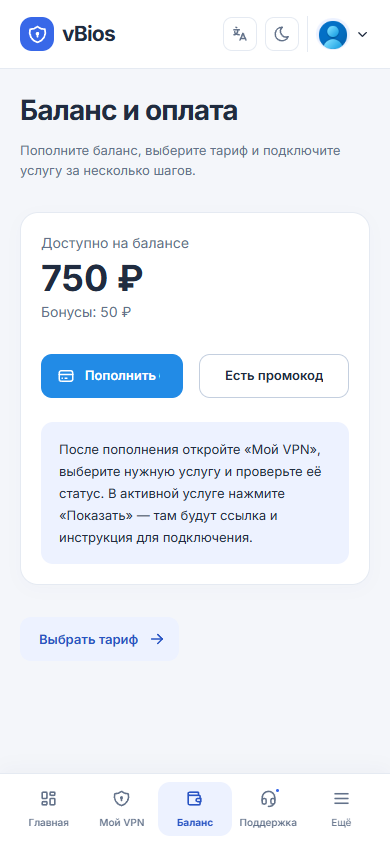 vBios
Баланс и оплата
Пополните баланс, выберите тариф и подключите
услугу за несколько шагов.
Доступно на балансе
750 ₽
Бонусы: 50 ₽
Пополнить
Есть промокод
После пополнения откройте «Мой VPN»,
выберите нужную услугу и проверьте её
статус. В активной услуге нажмите
«Показать» — там будут ссылка и
инструкция для подключения.
Выбрать тариф
Главная
Мой VPN
Баланс
Поддержка
Ещё